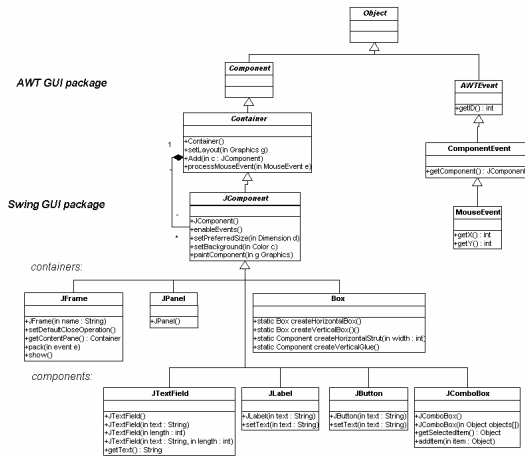 Object
AWT GUI package
Component
AWTEvent
+getID() : int
Container
+Container()
+setLayout(in Graphics g)
+Add(in c : JComponent)
+processMouseEvent(in MouseEvent e)
1
-
ComponentEvent
+getComponent() : JComponent
Swing GUI package
JComponent
+JComponent()
+enableEvents()
+setPreferredSize(in Dimension d)
+setBackground(in Color c)
+paintComponent(in g Graphics)
-
*
MouseEvent
+getX() : int
+getY() : int
containers:
JFrame
+JFrame(in name : String)
+setDefaultCloseOperation()
+getContentPane() : Container
+pack(in event e)
+show()
JPanel
+JPanel()
Box
+static Box createHorizontalBox()
+static Box createVerticalBox()()
+static Component createHorizontalStrut(in width : int)
+static Component createVerticalGlue()
components:
JTextField
+JTextField()
+JTextField(in text : String)
+JTextField(in length : int)
+JTextField(in text : String, in length : int)
+getText() : String
JLabel
+JLabel(in text : String)
+setText(in text : String)
JButton
+JButton(in text : String)
+setText(in text : String)
JComboBox
+JComboBox()
+JComboBox(in Object objects[])
+getSelectedItem() : Object
+addItem(in item : Object)